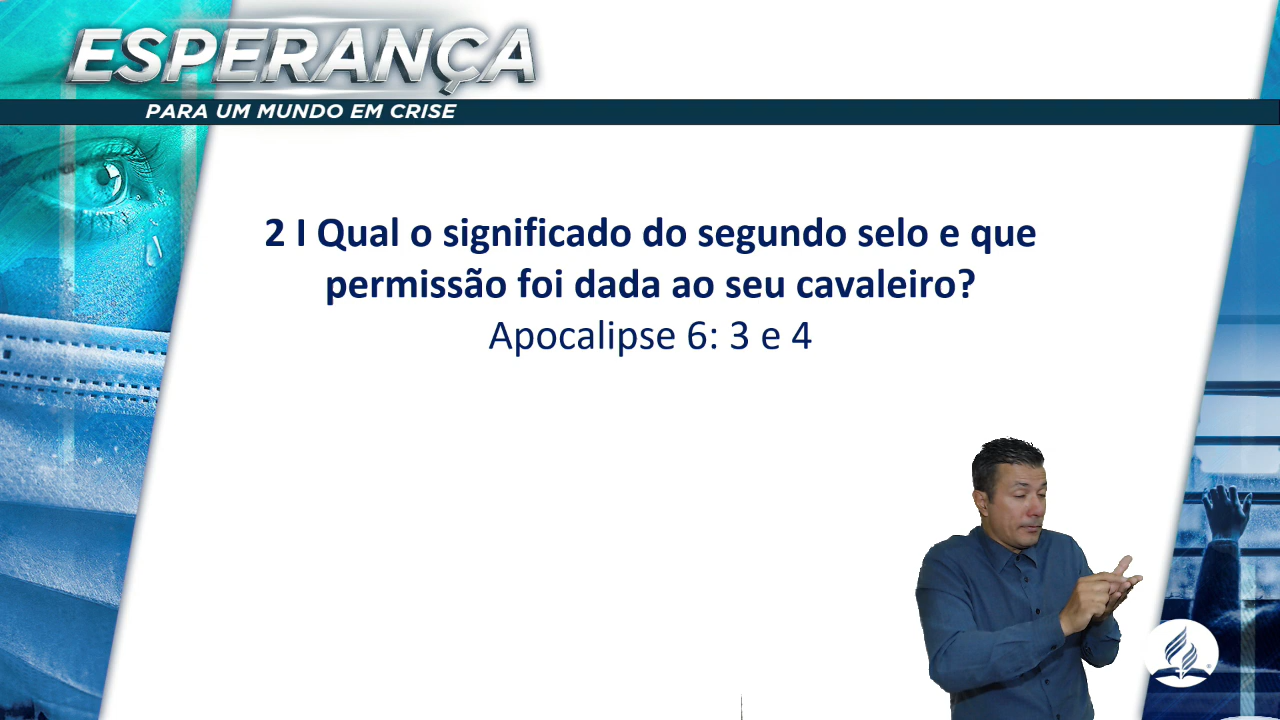 ESPERANÇA
PARA UM MUNDO EM CRISE
2 I Qual o significado do segundo selo e que
permissão foi dada ao seu cavaleiro?
Apocalipse 6: 3 e 4